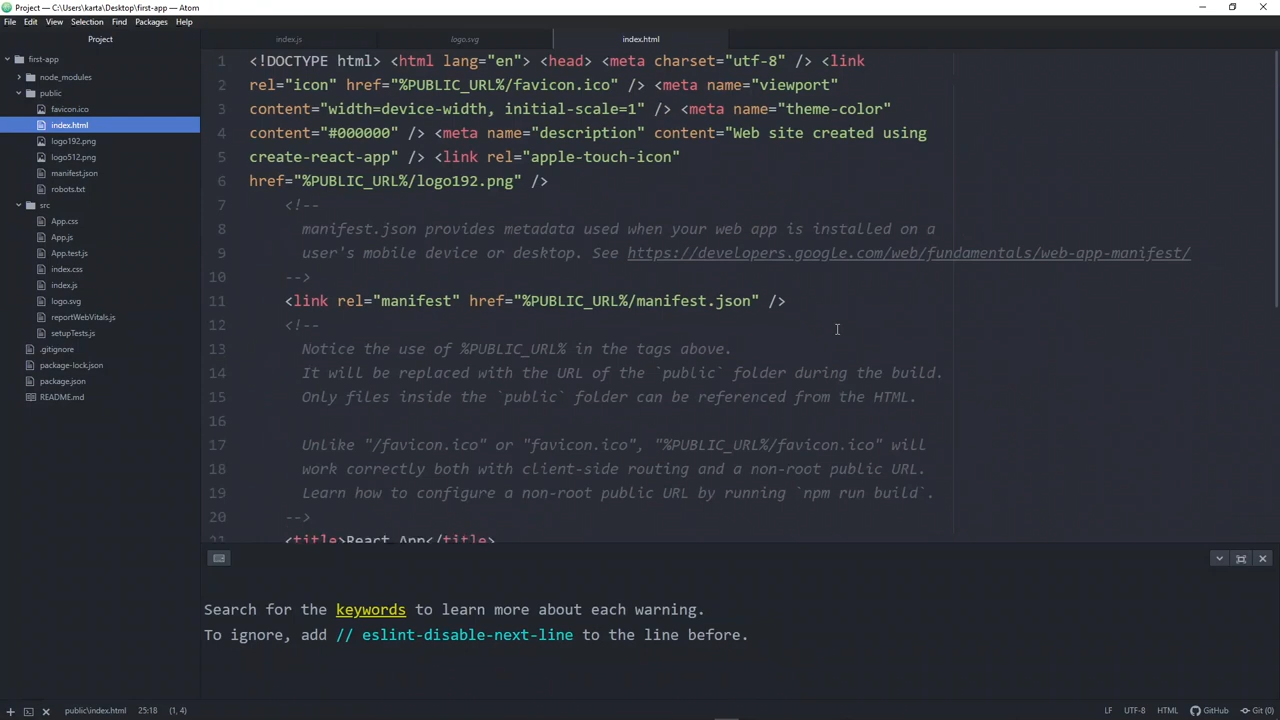 Project — C:\Users\karta\Desktop\first-app — Atom
File Edit View Selection Find Packages Help
Project
index.js
logo.svg
index.html
first-app
node_modules
public
favicon.ico
index.html
logo192.png
logo512.png
manifest.json
robots.txt
src
App.css
App.js
App.test.js
index.css
index.js
logo.svg
reportWebVitals.js
setupTests.js
.gitignore
package-lock.json
package.json
README.md
1 <!DOCTYPE html> <html lang="en"> <head> <meta charset="utf-8" /> <link
2 rel="icon" href="%PUBLIC_URL%/favicon.ico" /> <meta name="viewport"
3 content="width=device-width, initial-scale=1" /> <meta name="theme-color"
4 content="#000000" /> <meta name="description" content="Web site created using
5 create-react-app" /> <link rel="apple-touch-icon"
6 href="%PUBLIC_URL%/logo192.png" />
7 <!--
8 manifest.json provides metadata used when your web app is installed on a
9 user's mobile device or desktop. See https://developers.google.com/web/fundamentals/web-app-manifest/
10 -->
11 <link rel="manifest" href="%PUBLIC_URL%/manifest.json" />
12 <!--
13 Notice the use of %PUBLIC_URL% in the tags above.
14 It will be replaced with the URL of the `public` folder during the build.
15 Only files inside the `public` folder can be referenced from the HTML.
16
17 Unlike "/favicon.ico" or "favicon.ico", "%PUBLIC_URL%/favicon.ico" will
18 work correctly both with client-side routing and a non-root public URL.
19 Learn how to configure a non-root public URL by running `npm run build`.
20 -->
21 <title>React App</title>
Search for the keywords to learn more about each warning.
To ignore, add // eslint-disable-next-line to the line before.
public\index.html 25:18 (1, 4)
LF UTF-8 HTML GitHub Git (0)